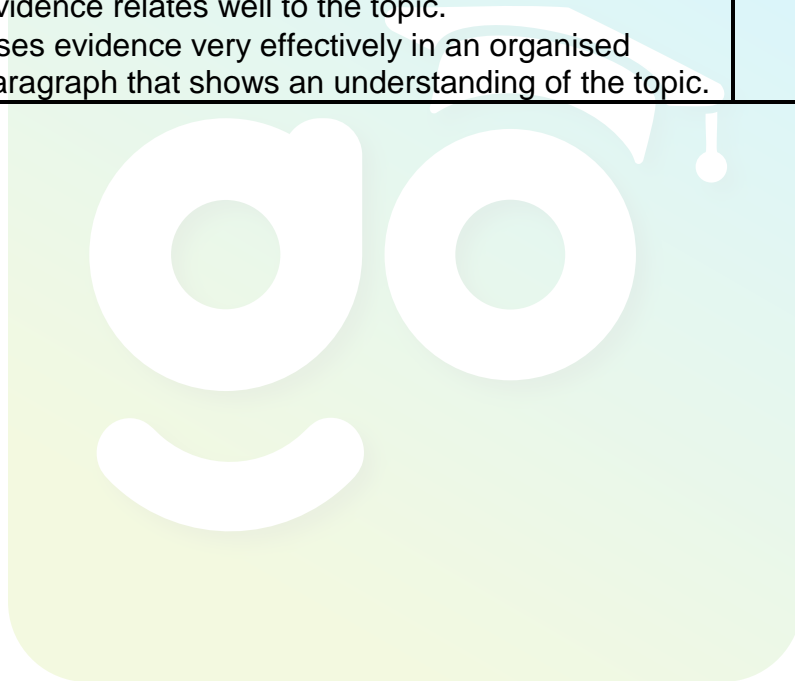 vidence relates well to the topic.
ses evidence very effectively in an organised
aragraph that shows an understanding of the topic.
go